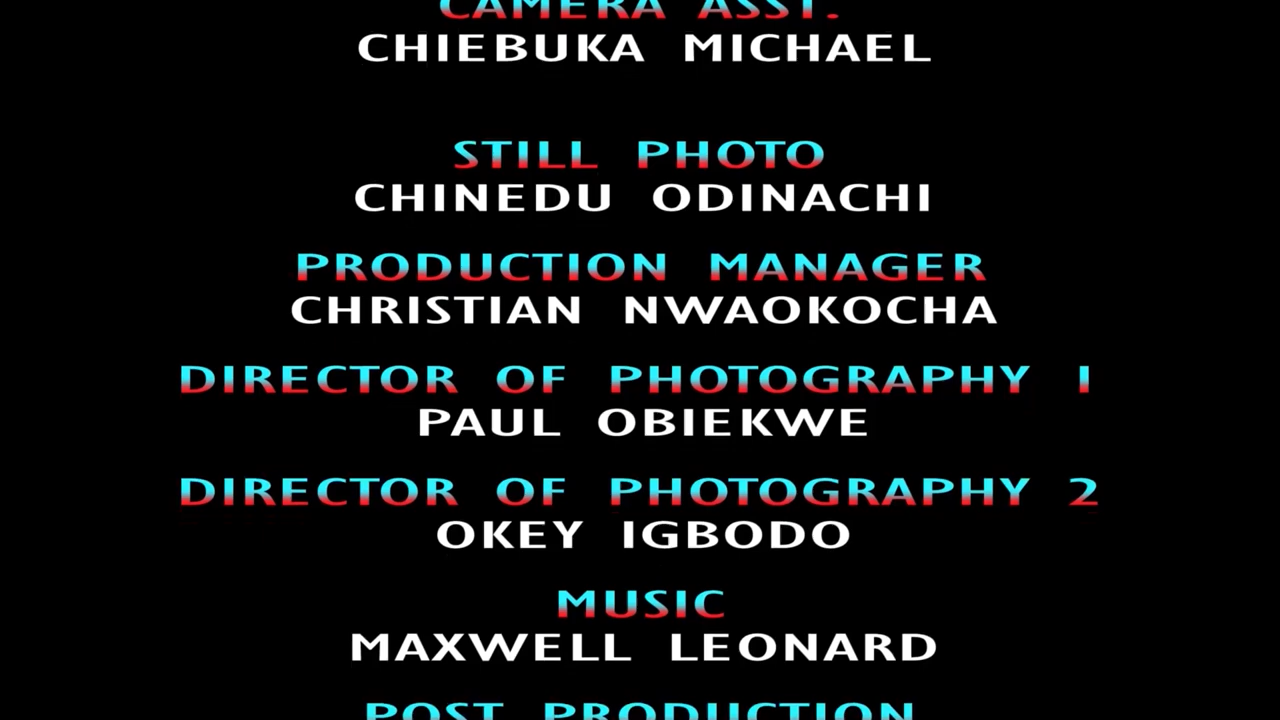 CAMERA ASST.
CHIEBUKA MICHAEL
STILL PHOTO
CHINEDU ODINACHI
PRODUCTION MANAGER
CHRISTIAN NWAOKOCHA
DIRECTOR OF PHOTOGRAPHY 1
PAUL OBIEKWE
DIRECTOR OF PHOTOGRAPHY 2
OKEY IGBODO
MUSIC
MAXWELL LEONARD
POST PRODUCTION